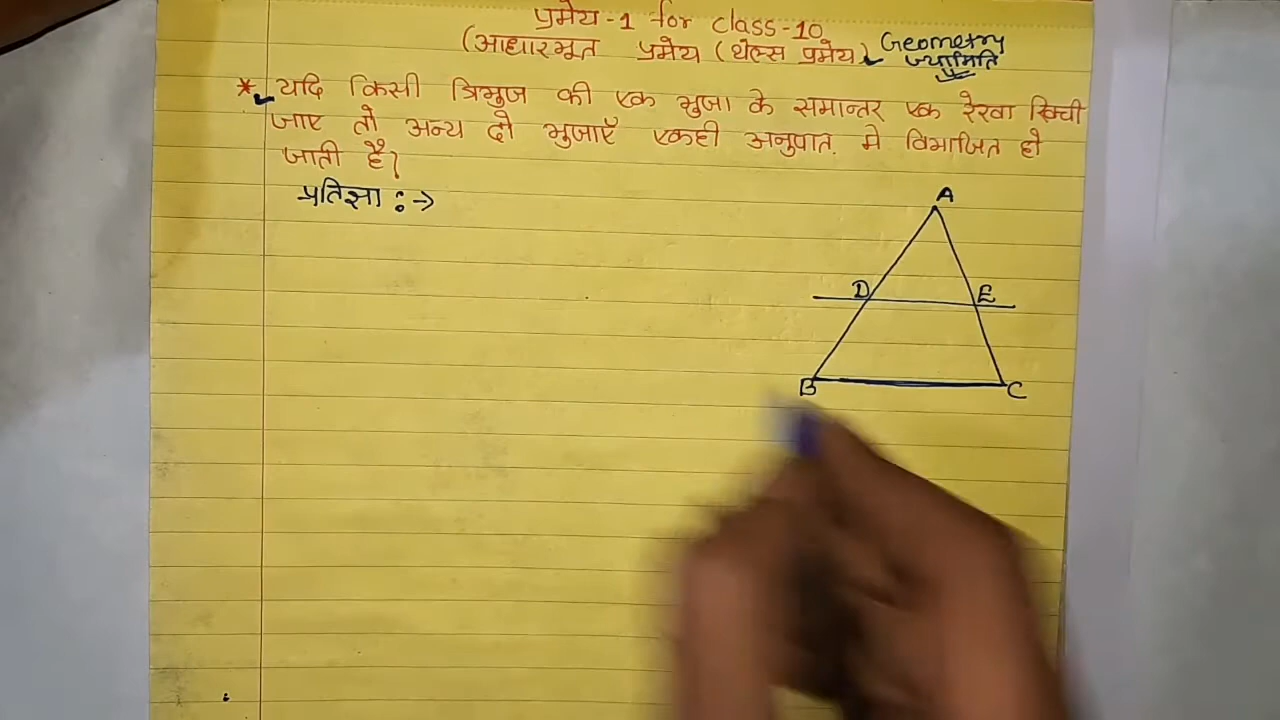 प्रमेय-1 for class-10
(आधारभूत प्रमेय (थेल्स प्रमेय) Geometry
ज्यामिति
* यदि किसी त्रिभुज की एक भुजा के समान्तर एक रेखा खिंची
जाए तो अन्य दो भुजाएँ एकही अनुपात में विभाजित हो
जाती है।
प्रतिज्ञा :→
A
D E
B C